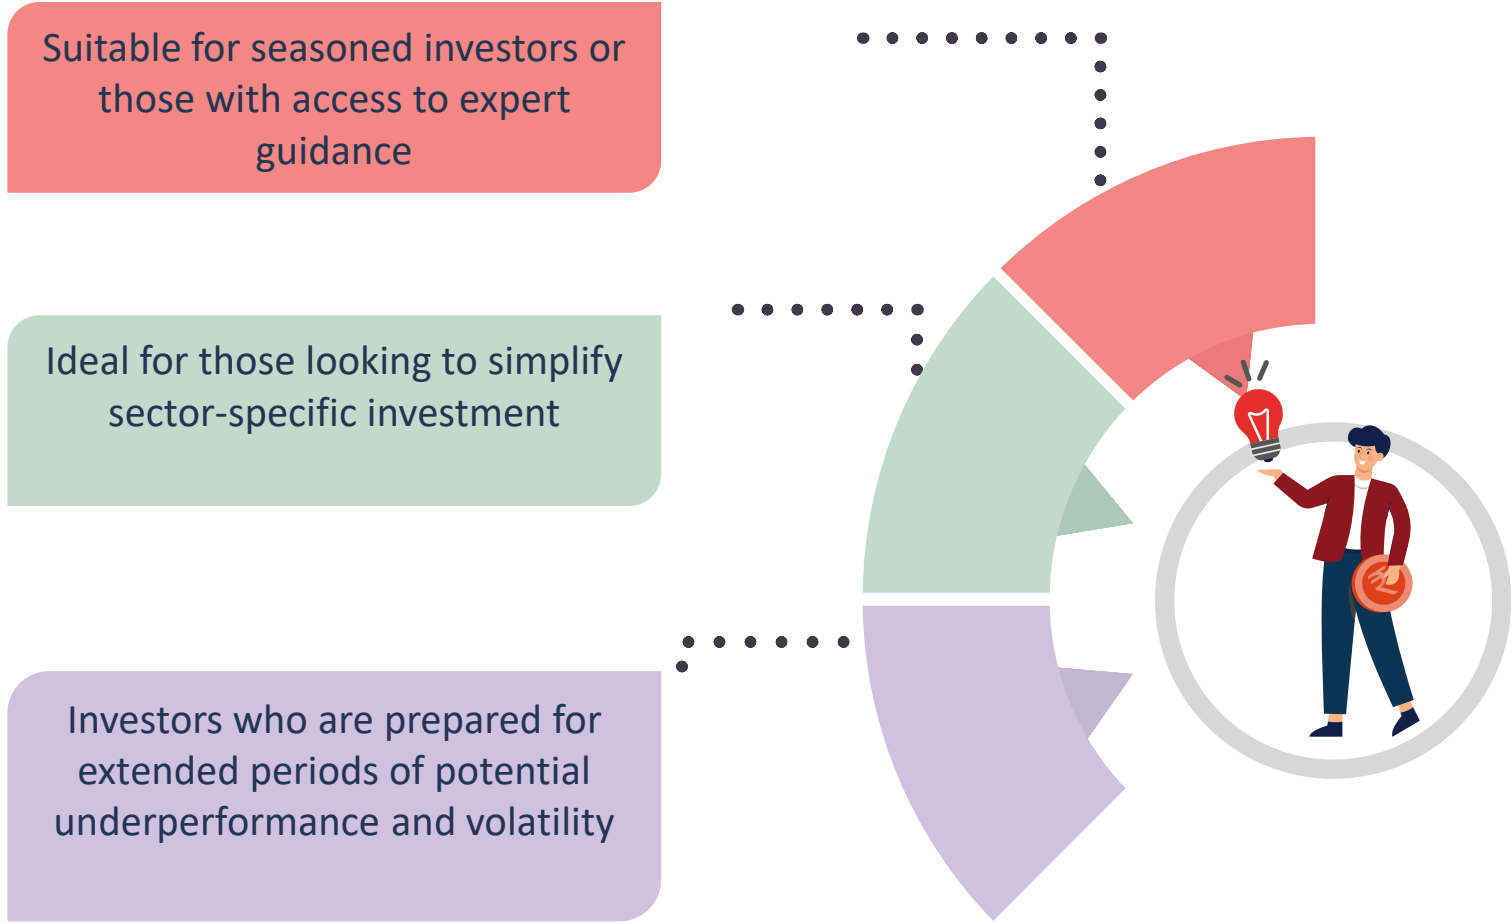 Suitable for seasoned investors or
those with access to expert
guidance
Ideal for those looking to simplify
sector-specific investment
Investors who are prepared for
extended periods of potential
underperformance and volatility
₹